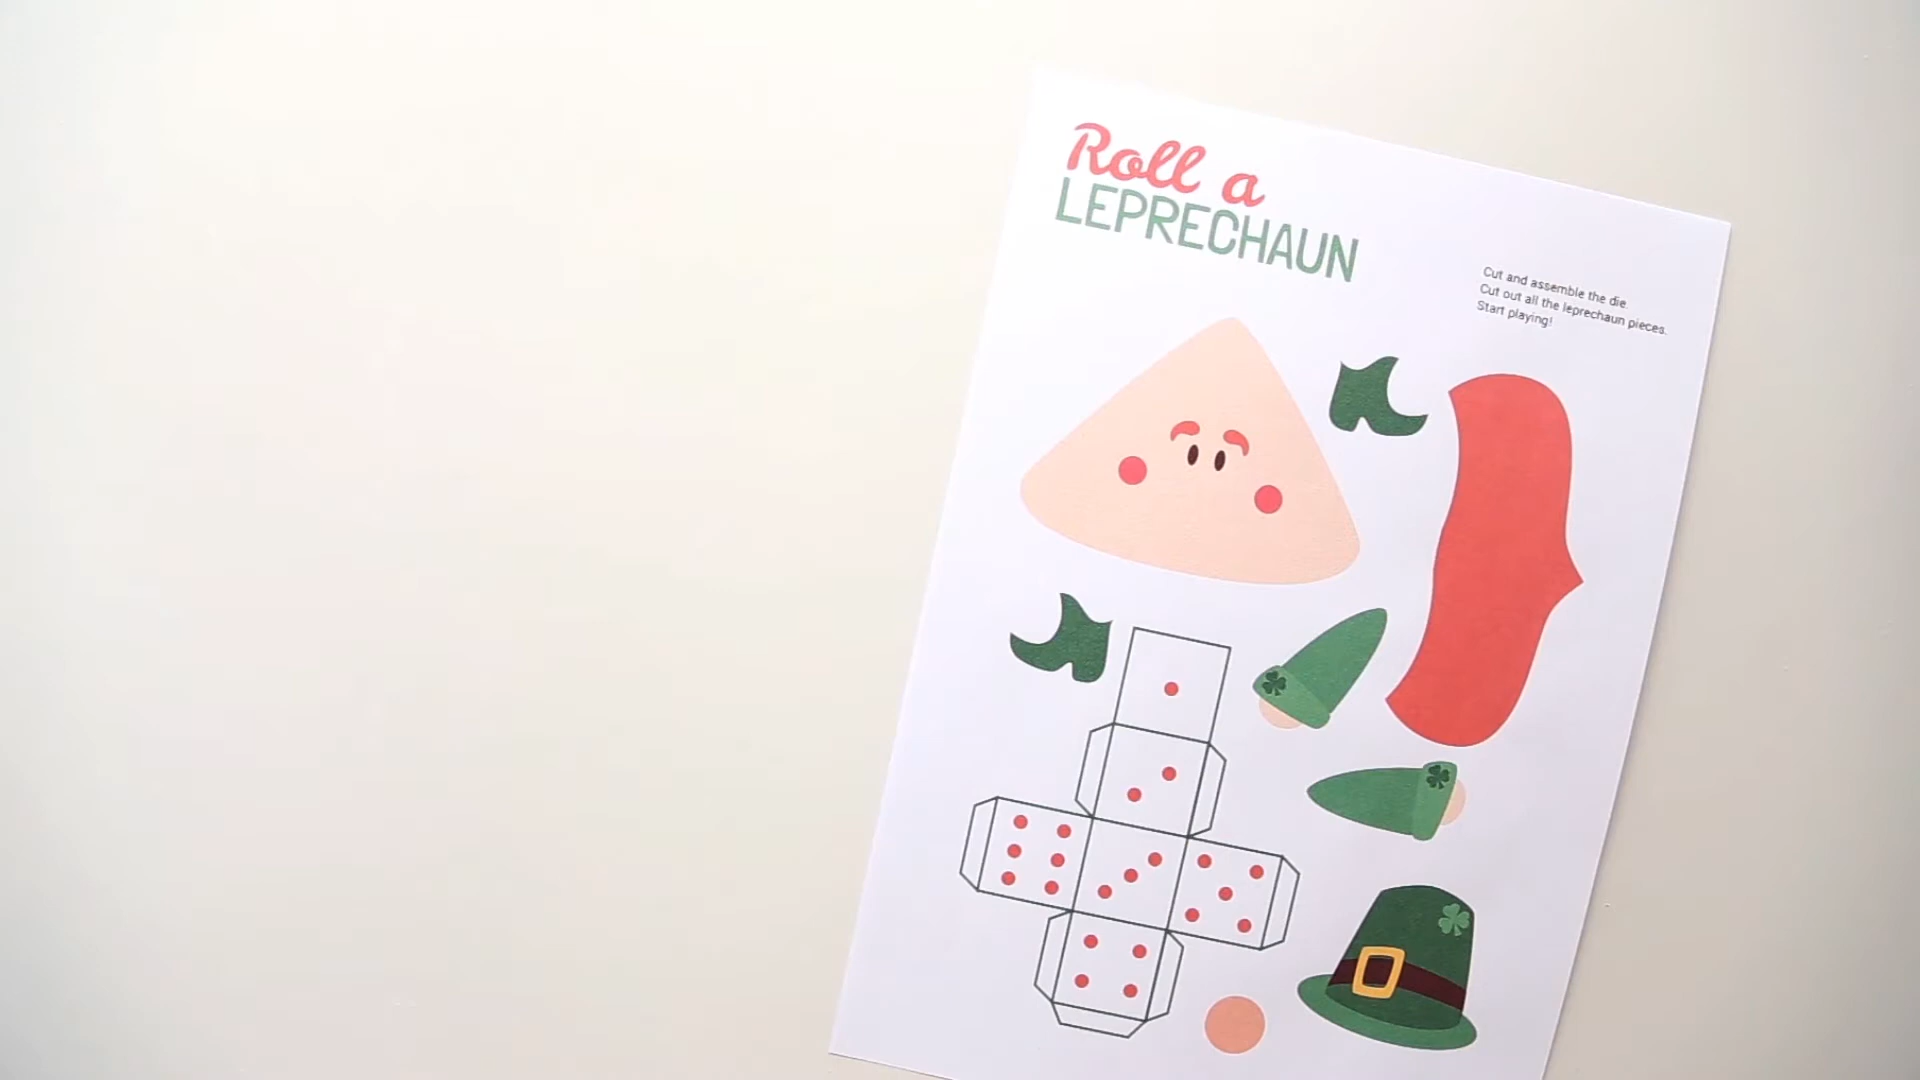 Roll a
LEPRECHAUN
Cut and assemble the die.
Cut out all the leprechaun pieces.
Start playing!